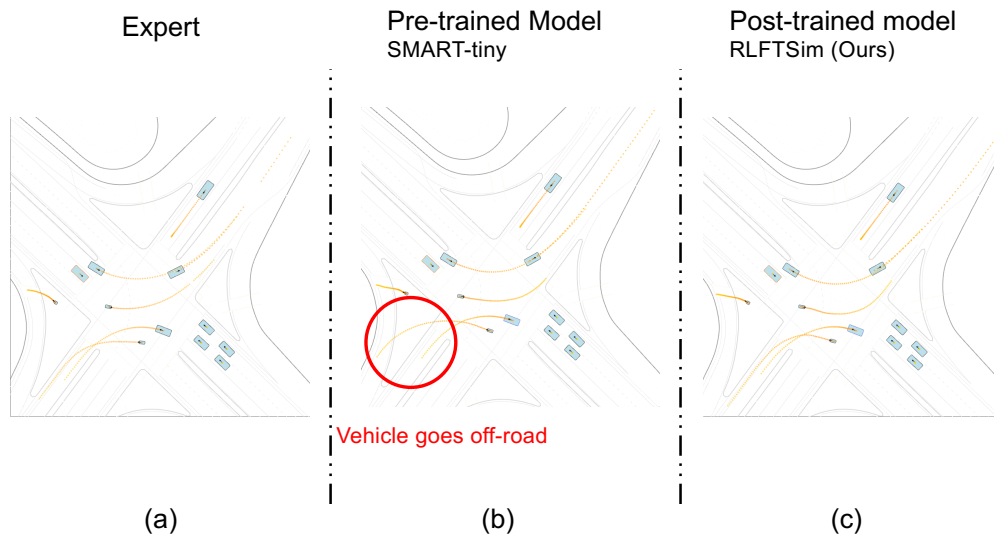 Expert
Pre-trained Model
SMART-tiny
Post-trained model
RLFTSim (Ours)
Vehicle goes off-road
(a)
(b)
(c)